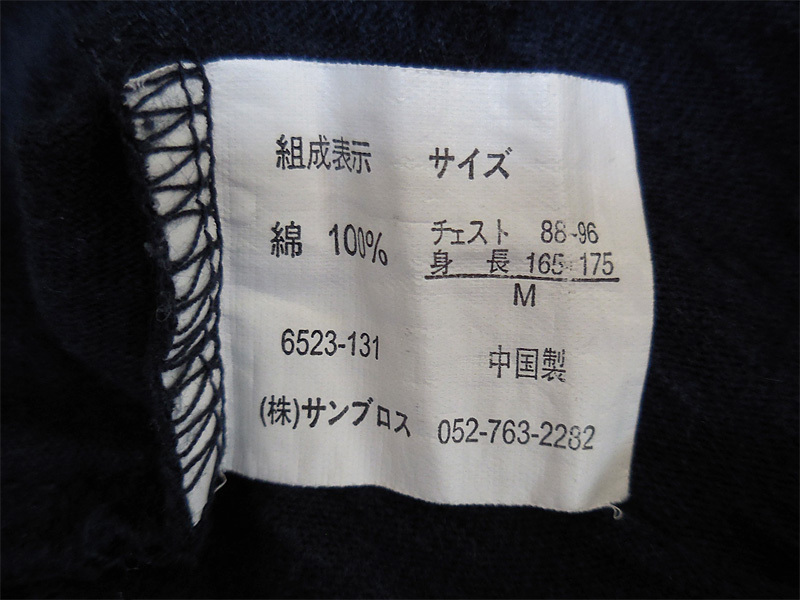 組成表示
綿 100%
6523-131
(株)サンブロス
サイズ
チェスト 88-96
身 長 165-175
M
中国製
052-763-2282